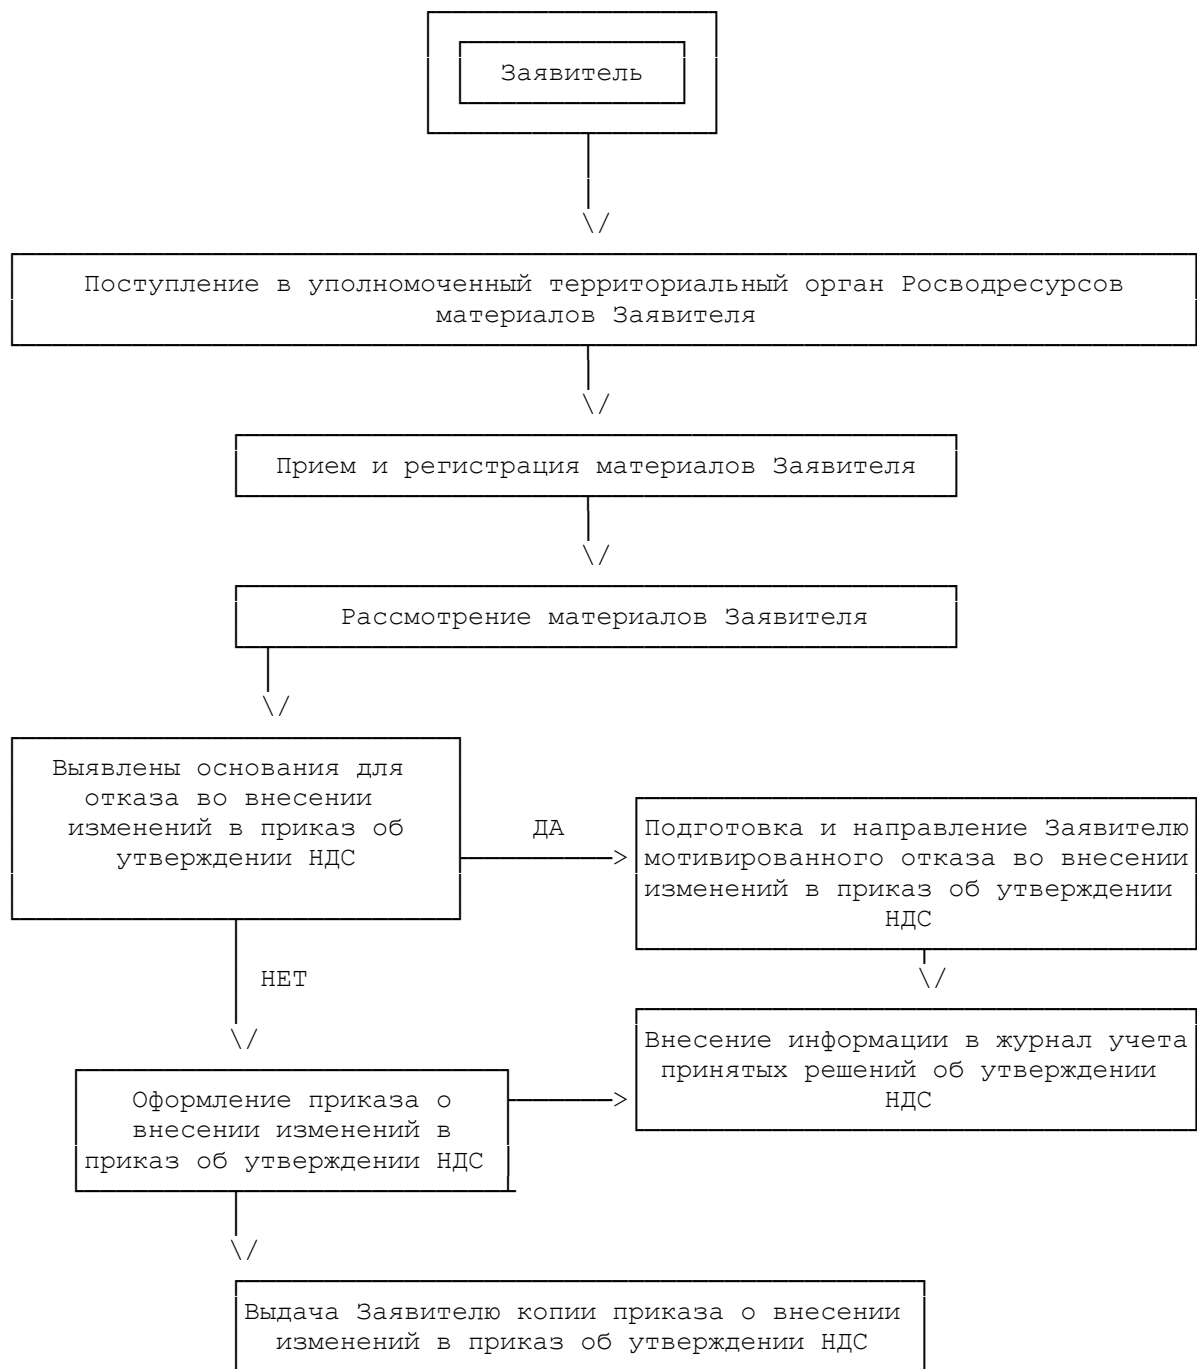 Заявитель
Поступление в уполномоченный территориальный орган Росводресурсов
материалов Заявителя
Прием и регистрация материалов Заявителя
Рассмотрение материалов Заявителя
Выявлены основания для
отказа во внесении
изменений в приказ об
утверждении НДС
ДА
Подготовка и направление Заявителю
мотивированного отказа во внесении
изменений в приказ об утверждении
НДС
НЕТ
Внесение информации в журнал учета
принятых решений об утверждении
НДС
Оформление приказа о
внесении изменений в
приказ об утверждении НДС
Выдача Заявителю копии приказа о внесении
изменений в приказ об утверждении НДС